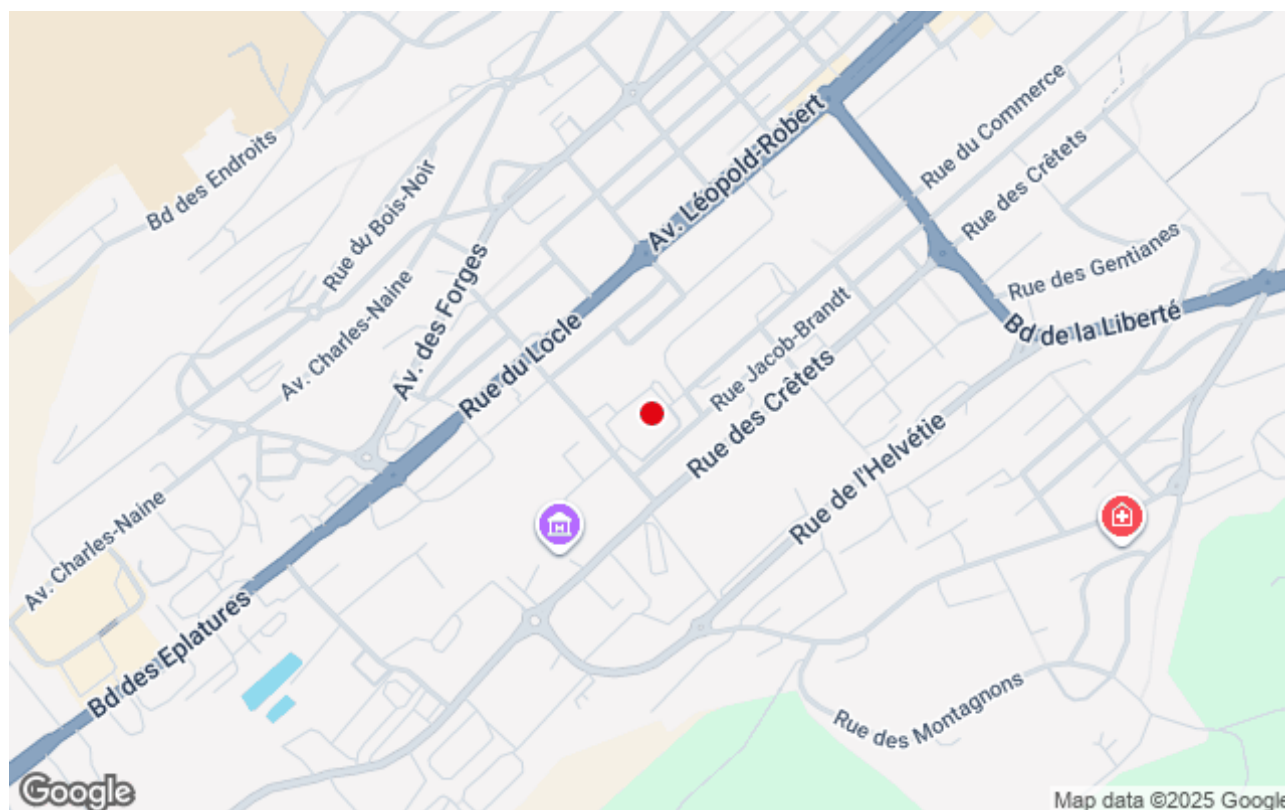 Bd des Endroits
Rue du Bois-Noir
Av. Charles-Naine
Av. des Forges
Rue du Locle
Av. Léopold-Robert
Rue du Commerce
Rue des Crêtets
Rue des Gentianes
Bd de la Liberté
Rue Jacob-Brandt
Rue des Crêtets
Rue de l'Helvétie
Av. Charles-Naine
Bd des Eplatures
Rue des Montagnons
Google
Map data ©2025 Google